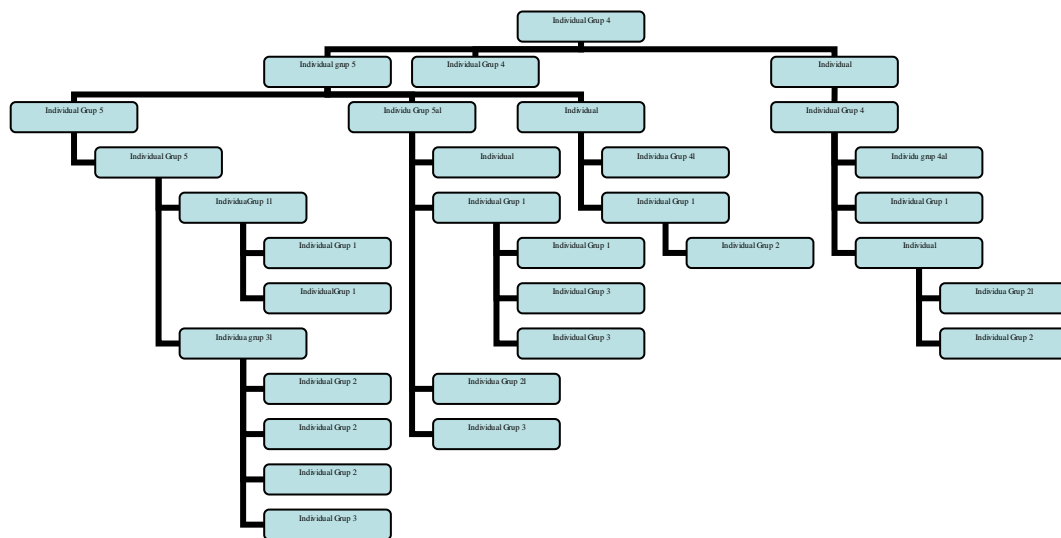 Individual Grup 4
Individual grup 5
Individual Grup 4
Individual
Individual Grup 5
Individu Grup 5al
Individual
Individual Grup 4
Individual Grup 5
Individual
Individua Grup 4l
Individu grup 4al
IndividuaGrup 1l
Individual Grup 1
Individual Grup 1
Individual Grup 1
Individual Grup 1
Individual Grup 1
Individual Grup 2
Individual
IndividualGrup 1
Individual Grup 3
Individua Grup 2l
Individua grup 3l
Individual Grup 3
Individual Grup 2
Individual Grup 2
Individua Grup 2l
Individual Grup 2
Individual Grup 3
Individual Grup 2
Individual Grup 3